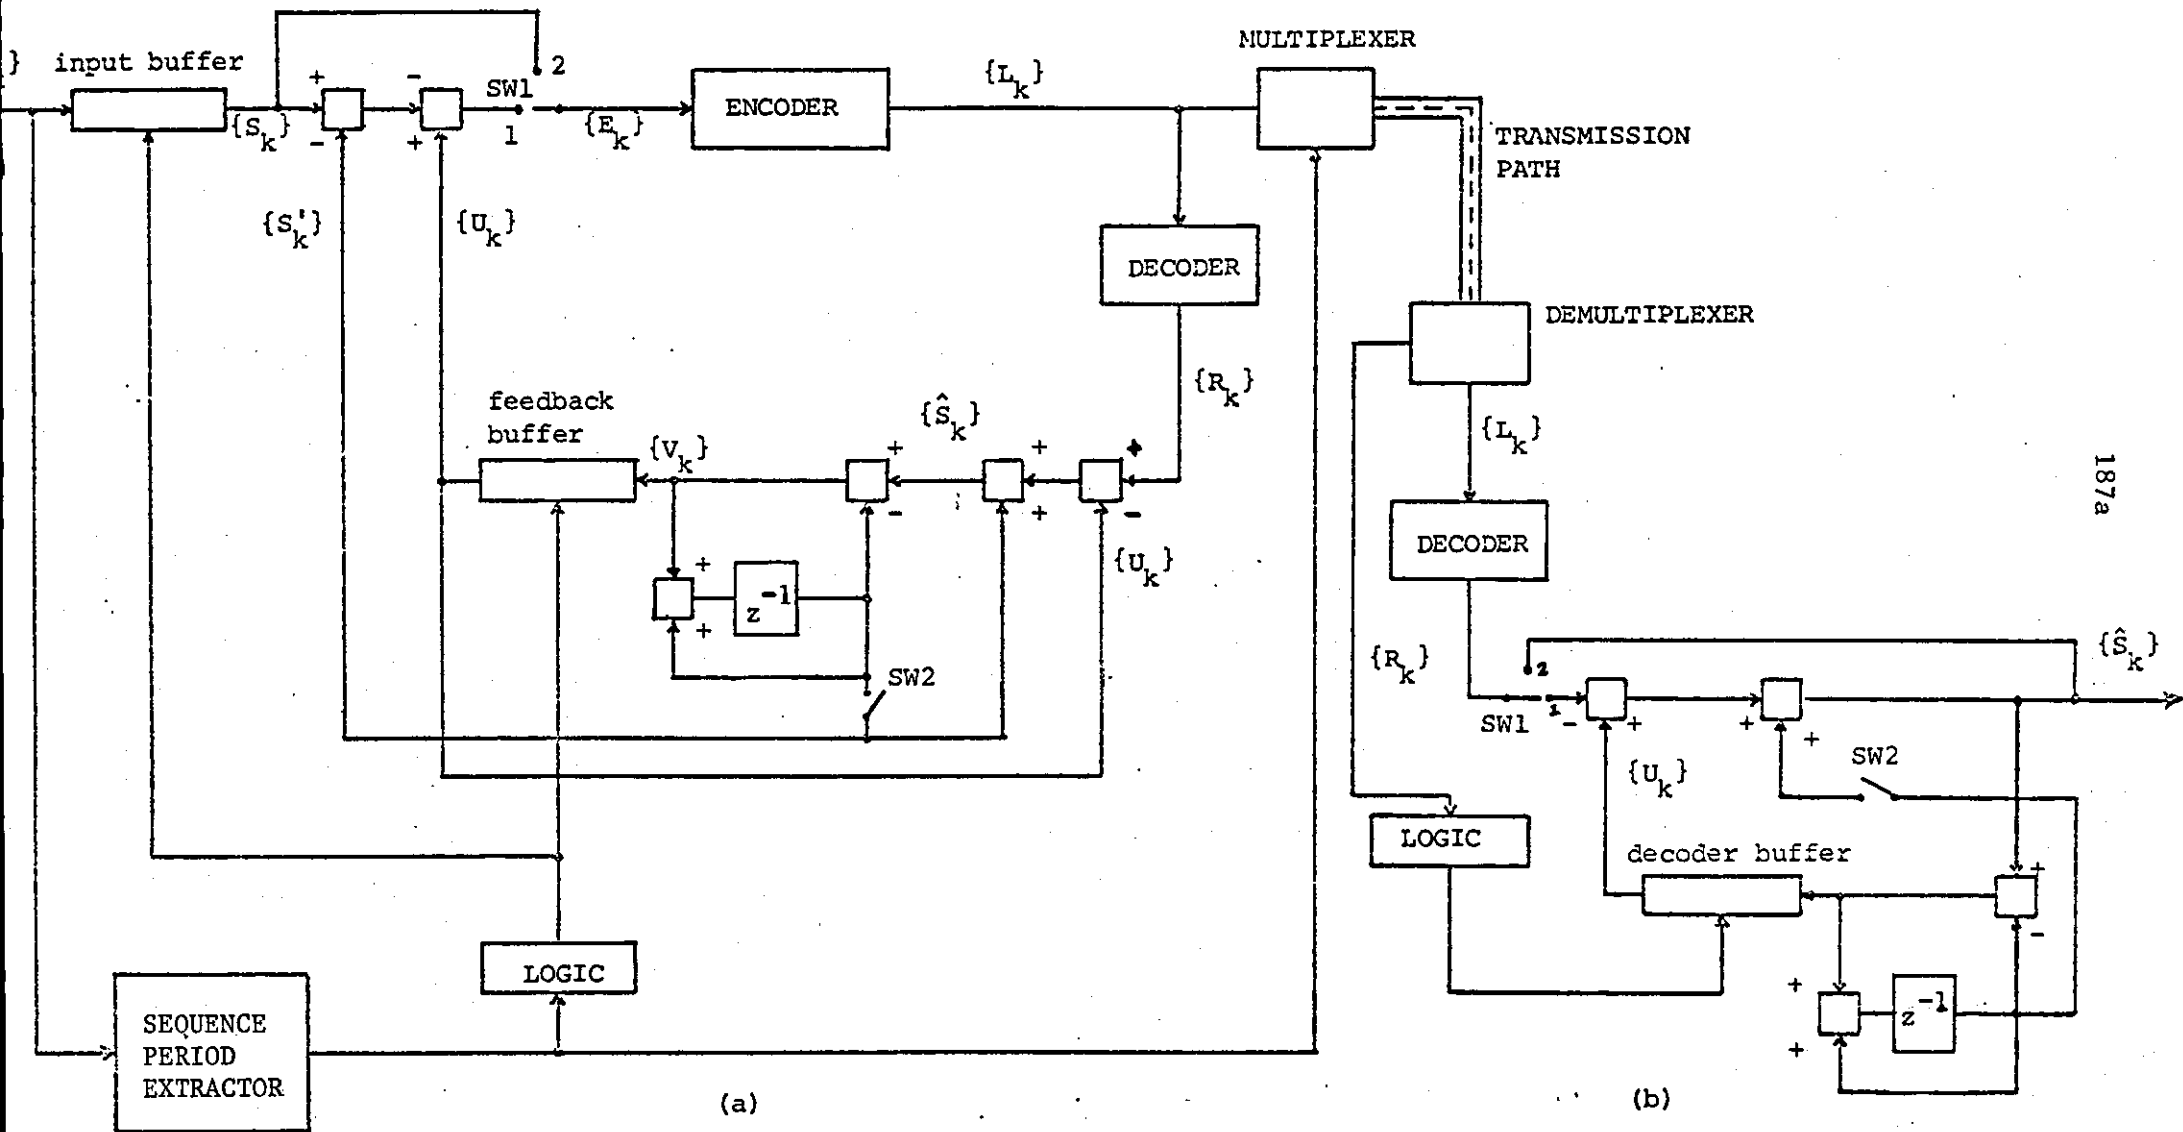 MULTIPLEXER
} input buffer
+ - SW1 2
{S_k} - + 1 {E_k}
ENCODER
{L_k}
TRANSMISSION
PATH
{S'_k} {U_k}
DECODER
DEMULTIPLEXER
{R_k}
feedback
buffer
{V_k} + {Ŝ_k} + +
- + -
{U_k}
+ z^-1
+
SW2
LOGIC
SEQUENCE
PERIOD
EXTRACTOR
(a)
{L_k}
187a
DECODER
{R_k} 2 {Ŝ_k}
SW1 1 - + + +
SW2
{U_k}
LOGIC
decoder buffer
+
-
+ z^-1
+
(b)